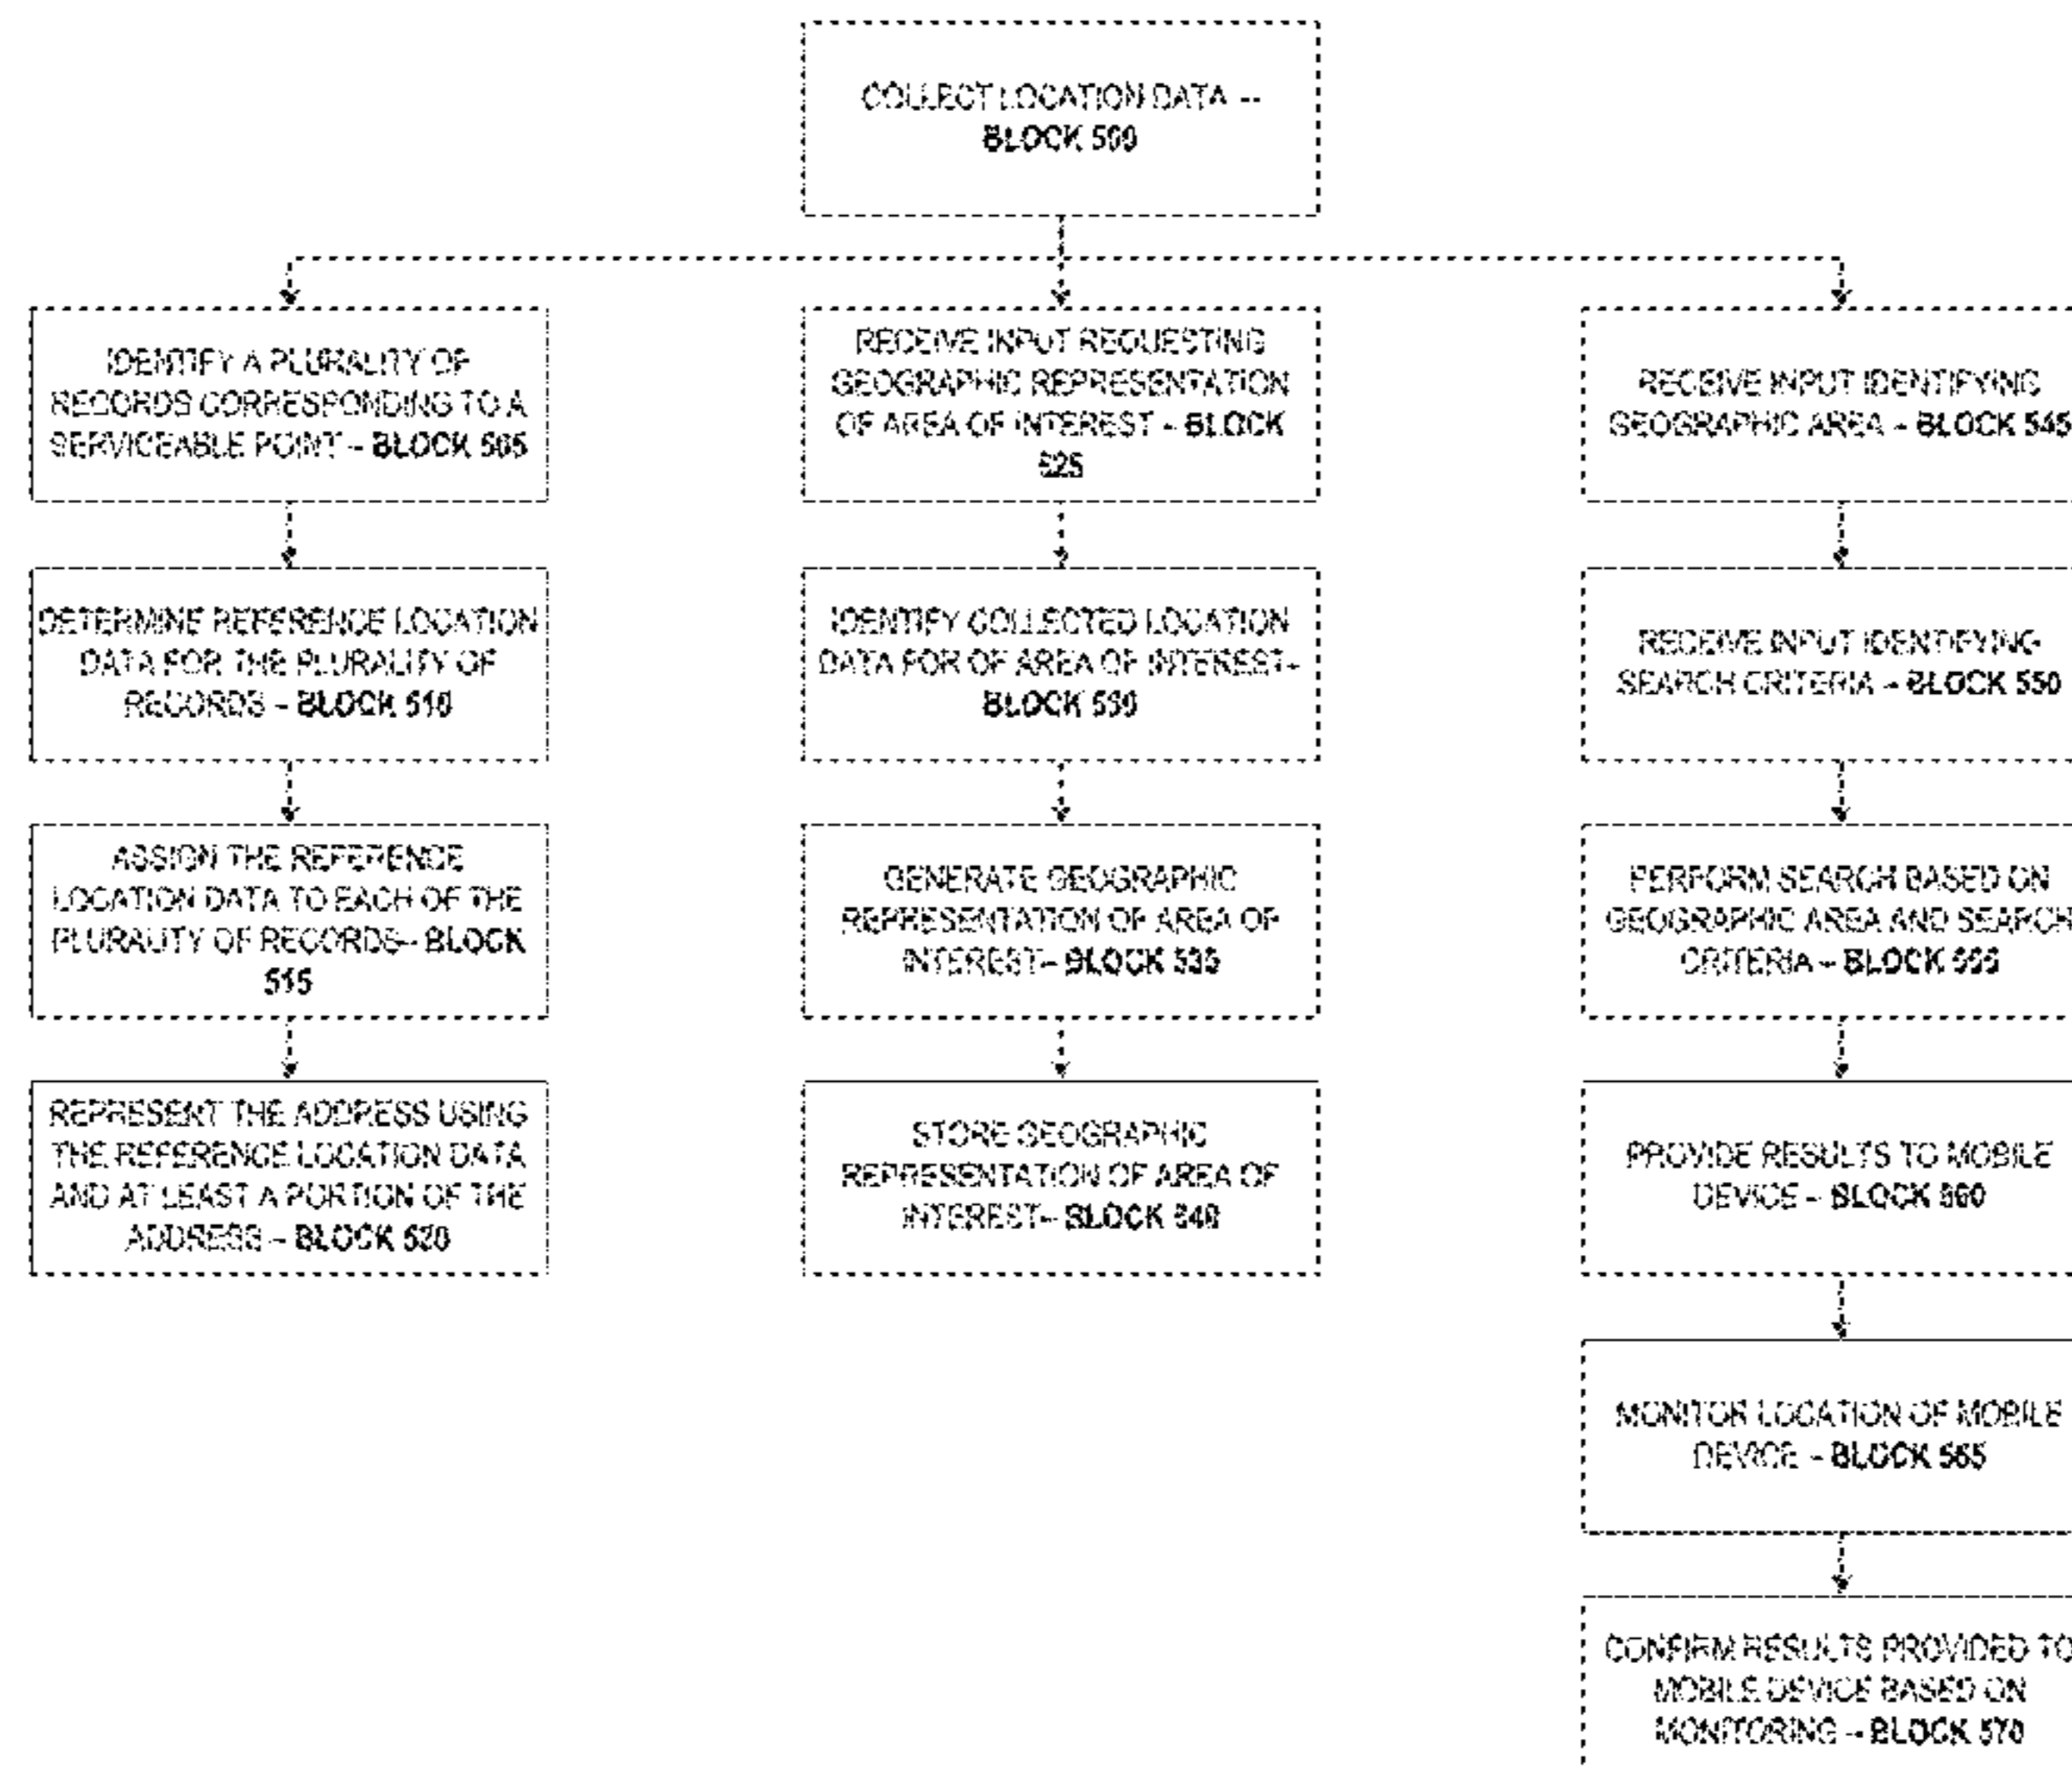 COLLECT LOCATION DATA --
BLOCK 500
IDENTIFY A PLURALITY OF
RECORDS CORRESPONDING TO A
SERVICEABLE POINT – BLOCK 505
DETERMINE REFERENCE LOCATION
DATA FOR THE PLURALITY OF
RECORDS – BLOCK 510
ASSIGN THE REFERENCE
LOCATION DATA TO EACH OF THE
PLURALITY OF RECORDS– BLOCK
515
REPRESENT THE ADDRESS USING
THE REFERENCE LOCATION DATA
AND AT LEAST A PORTION OF THE
ADDRESS – BLOCK 520
RECEIVE INPUT REQUESTING
GEOGRAPHIC REPRESENTATION
OF AREA OF INTEREST – BLOCK
525
IDENTIFY COLLECTED LOCATION
DATA FOR OF AREA OF INTEREST–
BLOCK 530
GENERATE GEOGRAPHIC
REPRESENTATION OF AREA OF
INTEREST– BLOCK 535
STORE GEOGRAPHIC
REPRESENTATION OF AREA OF
INTEREST– BLOCK 540
RECEIVE INPUT IDENTIFYING
GEOGRAPHIC AREA – BLOCK 545
RECEIVE INPUT IDENTIFYING
SEARCH CRITERIA – BLOCK 550
PERFORM SEARCH BASED ON
GEOGRAPHIC AREA AND SEARCH
CRITERIA – BLOCK 555
PROVIDE RESULTS TO MOBILE
DEVICE – BLOCK 560
MONITOR LOCATION OF MOBILE
DEVICE – BLOCK 565
CONFIRM RESULTS PROVIDED TO
MOBILE DEVICE BASED ON
MONITORING – BLOCK 570